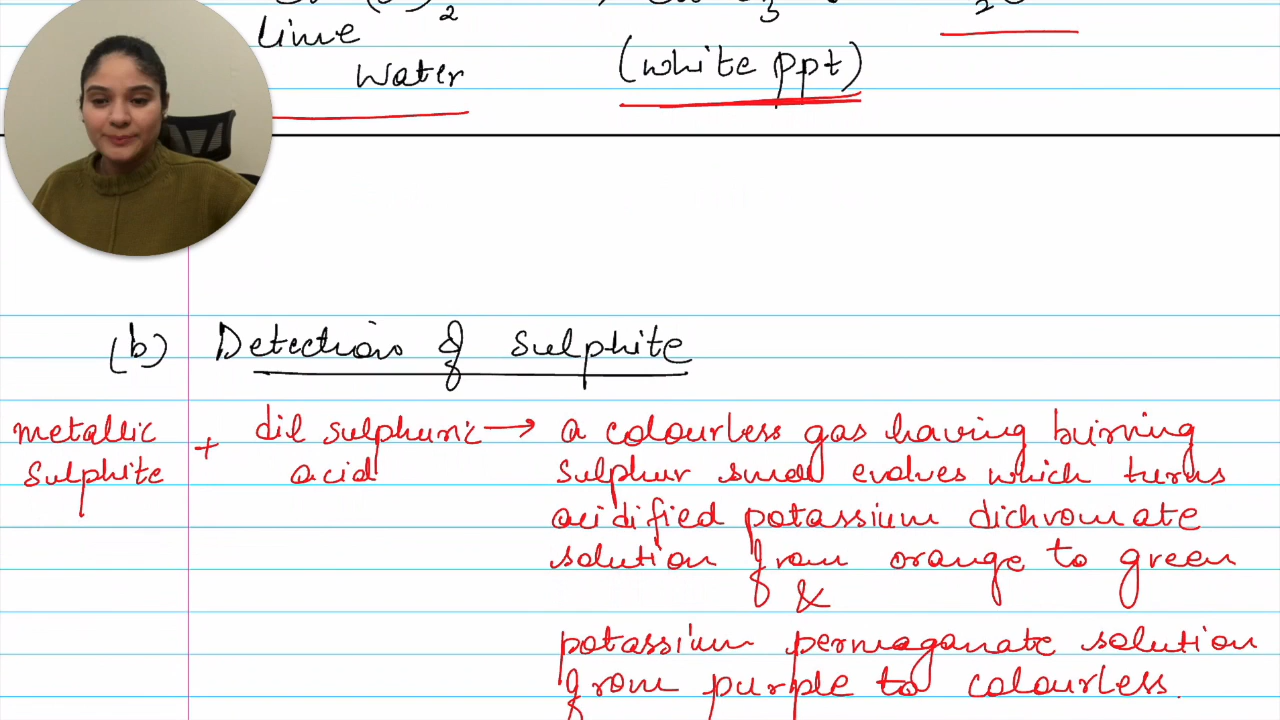 lime
water
(white ppt)
(b) Detection of sulphite
metallic + dil sulphuric → a colourless gas having burning
sulphite acid sulphur smell evolves which turns
acidified potassium dichromate
solution from orange to green
&
potassium permaganate solution
from purple to colourless.